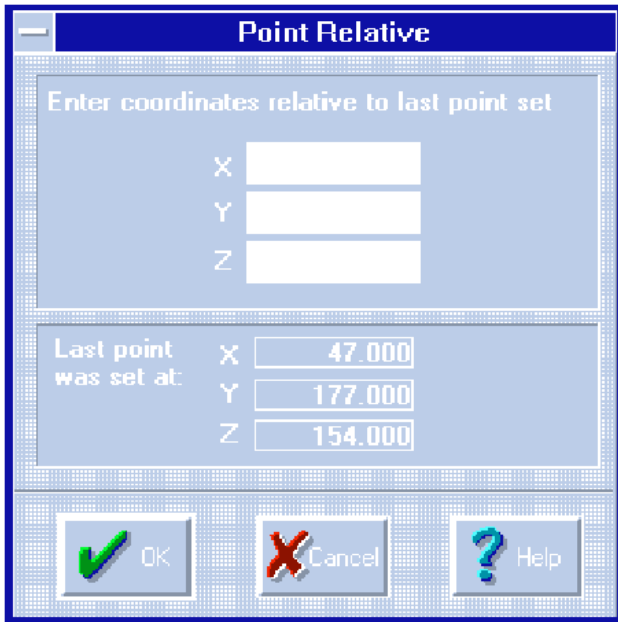 Point Relative
Enter coordinates relative to last point set
X
Y
Z
Last point
was set at:
X 47.000
Y 177.000
Z 154.000
OK Cancel Help